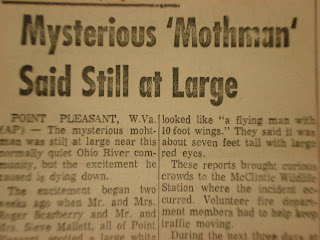 Mysterious 'Mothman'
Said Still at Large
POINT PLEASANT, W.Va.
(AP) — The mysterious moht-
man was still at large near this
normally quiet Ohio River com-
munity, but the excitement he
caused is dying down.
The excitement began two
weeks ago when Mr. and Mrs.
Roger Scarberry and Mr. and
Mrs. Steve Mallett, all of Point
spotted a large white
looked like "a flying man with
10 foot wings." They said it was
about seven feet tall with large
red eyes.
These reports brought curious
crowds to the McClintic Wildlife
Station where the incident oc-
curred. Volunteer fire depart-
ment members had to help keep
traffic moving.
During the next three days